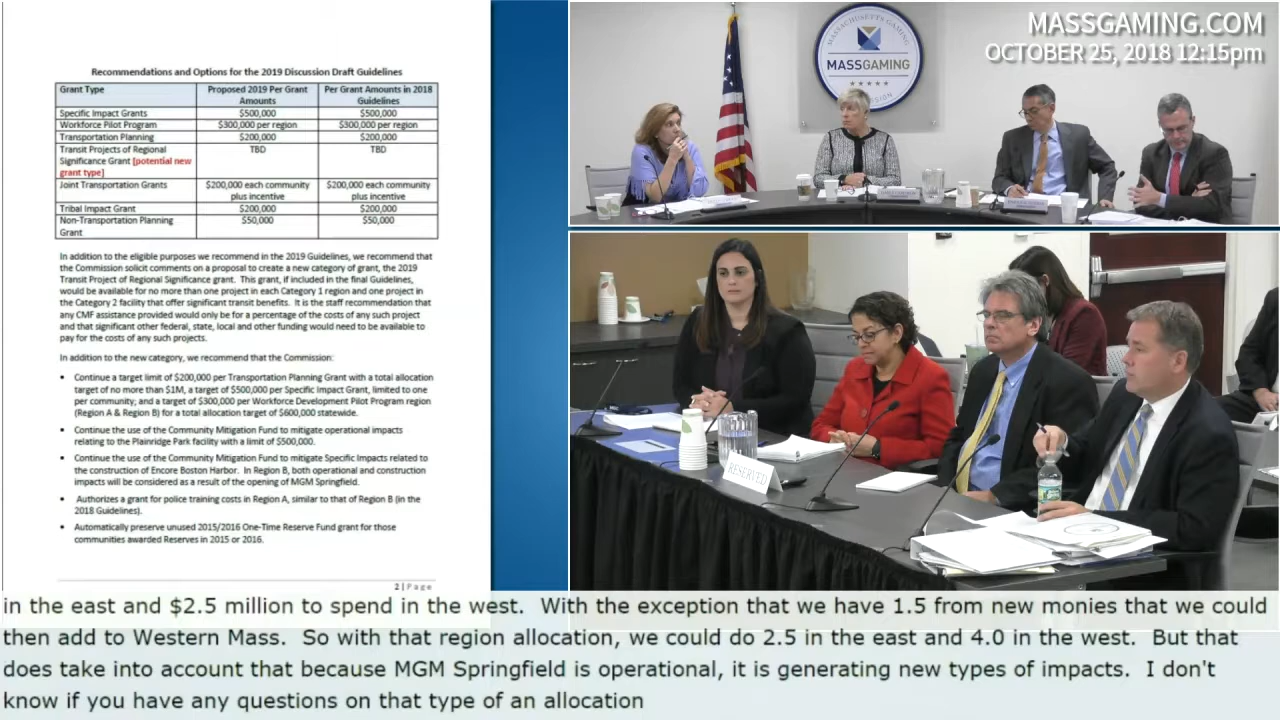 Recommendations and Options for the 2019 Discussion Draft Guidelines
Grant Type Proposed 2019 Per Grant Amounts Per Grant Amounts in 2018 Guidelines
Specific Impact Grants $500,000 $500,000
Workforce Pilot Program $300,000 per region $300,000 per region
Transportation Planning $200,000 $200,000
Transit Projects of Regional Significance Grant [potential new grant type] TBD TBD
Joint Transportation Grants $200,000 each community plus incentive $200,000 each community plus incentive
Tribal Impact Grant $200,000 $200,000
Non-Transportation Planning Grant $50,000 $50,000
In addition to the eligible purposes we recommend in the 2019 Guidelines, we recommend that
the Commission solicit comments on a proposal to create a new category of grant, the 2019
Transit Project of Regional Significance grant. This grant, if included in the final Guidelines,
would be available for no more than one project in each Category 1 region and one project in
the Category 2 facility that offer significant transit benefits. It is the staff recommendation that
any CMF assistance provided would only be for a percentage of the costs of any such project
and that significant other federal, state, local and other funding would need to be available to
pay for the costs of any such projects.
In addition to the new category, we recommend that the Commission:
• Continue a target limit of $200,000 per Transportation Planning Grant with a total allocation
target of no more than $1M, a target of $500,000 per Specific Impact Grant, limited to one
per community; and a target of $300,000 per Workforce Development Pilot Program region
(Region A & Region B) for a total allocation target of $600,000 statewide.
• Continue the use of the Community Mitigation Fund to mitigate operational impacts
relating to the Plainridge Park facility with a limit of $500,000.
• Continue the use of the Community Mitigation Fund to mitigate Specific Impacts related to
the construction of Encore Boston Harbor. In Region B, both operational and construction
impacts will be considered as a result of the opening of MGM Springfield.
• Authorizes a grant for police training costs in Region A, similar to that of Region B (in the
2018 Guidelines).
• Automatically preserve unused 2015/2016 One-Time Reserve Fund grant for those
communities awarded Reserves in 2015 or 2016.
2 | Page
MASSGAMING.COM
OCTOBER 25, 2018 12:15pm
MASSACHUSETTS GAMING
MASSGAMING
RESERVED
in the east and $2.5 million to spend in the west. With the exception that we have 1.5 from new monies that we could
then add to Western Mass. So with that region allocation, we could do 2.5 in the east and 4.0 in the west. But that
does take into account that because MGM Springfield is operational, it is generating new types of impacts. I don't
know if you have any questions on that type of an allocation